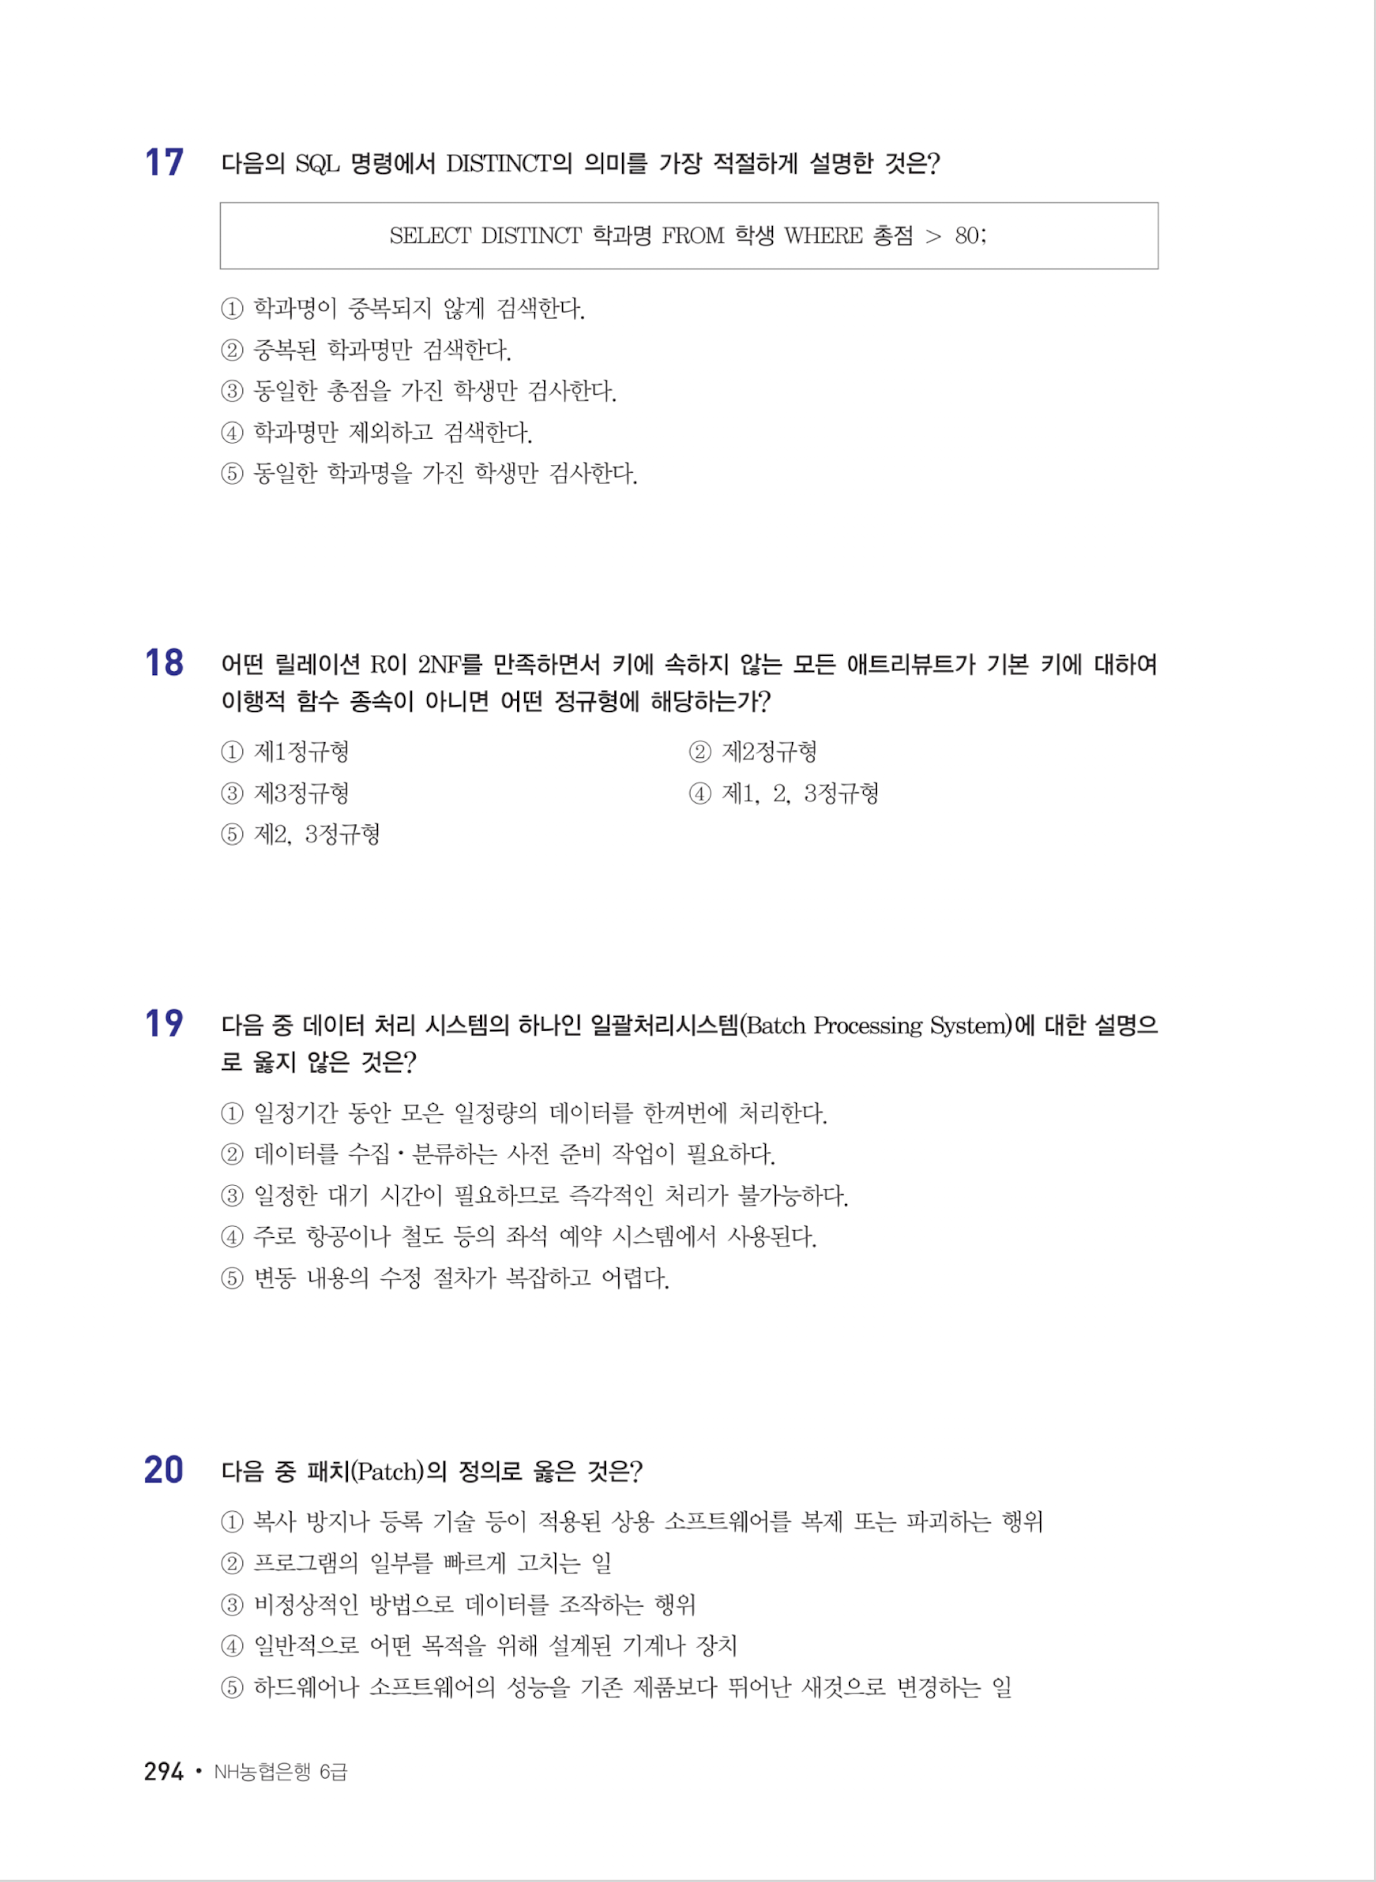 17 다음의 SQL 명령에서 DISTINCT의 의미를 가장 적절하게 설명한 것은?
SELECT DISTINCT 학과명 FROM 학생 WHERE 총점 > 80;
① 학과명이 중복되지 않게 검색한다.
② 중복된 학과명만 검색한다.
③ 동일한 총점을 가진 학생만 검사한다.
④ 학과명만 제외하고 검색한다.
⑤ 동일한 학과명을 가진 학생만 검사한다.
18 어떤 릴레이션 R이 2NF를 만족하면서 키에 속하지 않는 모든 애트리뷰트가 기본 키에 대하여
이행적 함수 종속이 아니면 어떤 정규형에 해당하는가?
① 제1정규형 ② 제2정규형
③ 제3정규형 ④ 제1, 2, 3정규형
⑤ 제2, 3정규형
19 다음 중 데이터 처리 시스템의 하나인 일괄처리시스템(Batch Processing System)에 대한 설명으
로 옳지 않은 것은?
① 일정기간 동안 모은 일정량의 데이터를 한꺼번에 처리한다.
② 데이터를 수집・분류하는 사전 준비 작업이 필요하다.
③ 일정한 대기 시간이 필요하므로 즉각적인 처리가 불가능하다.
④ 주로 항공이나 철도 등의 좌석 예약 시스템에서 사용된다.
⑤ 변동 내용의 수정 절차가 복잡하고 어렵다.
20 다음 중 패치(Patch)의 정의로 옳은 것은?
① 복사 방지나 등록 기술 등이 적용된 상용 소프트웨어를 복제 또는 파괴하는 행위
② 프로그램의 일부를 빠르게 고치는 일
③ 비정상적인 방법으로 데이터를 조작하는 행위
④ 일반적으로 어떤 목적을 위해 설계된 기계나 장치
⑤ 하드웨어나 소프트웨어의 성능을 기존 제품보다 뛰어난 새것으로 변경하는 일
294 • NH농협은행 6급